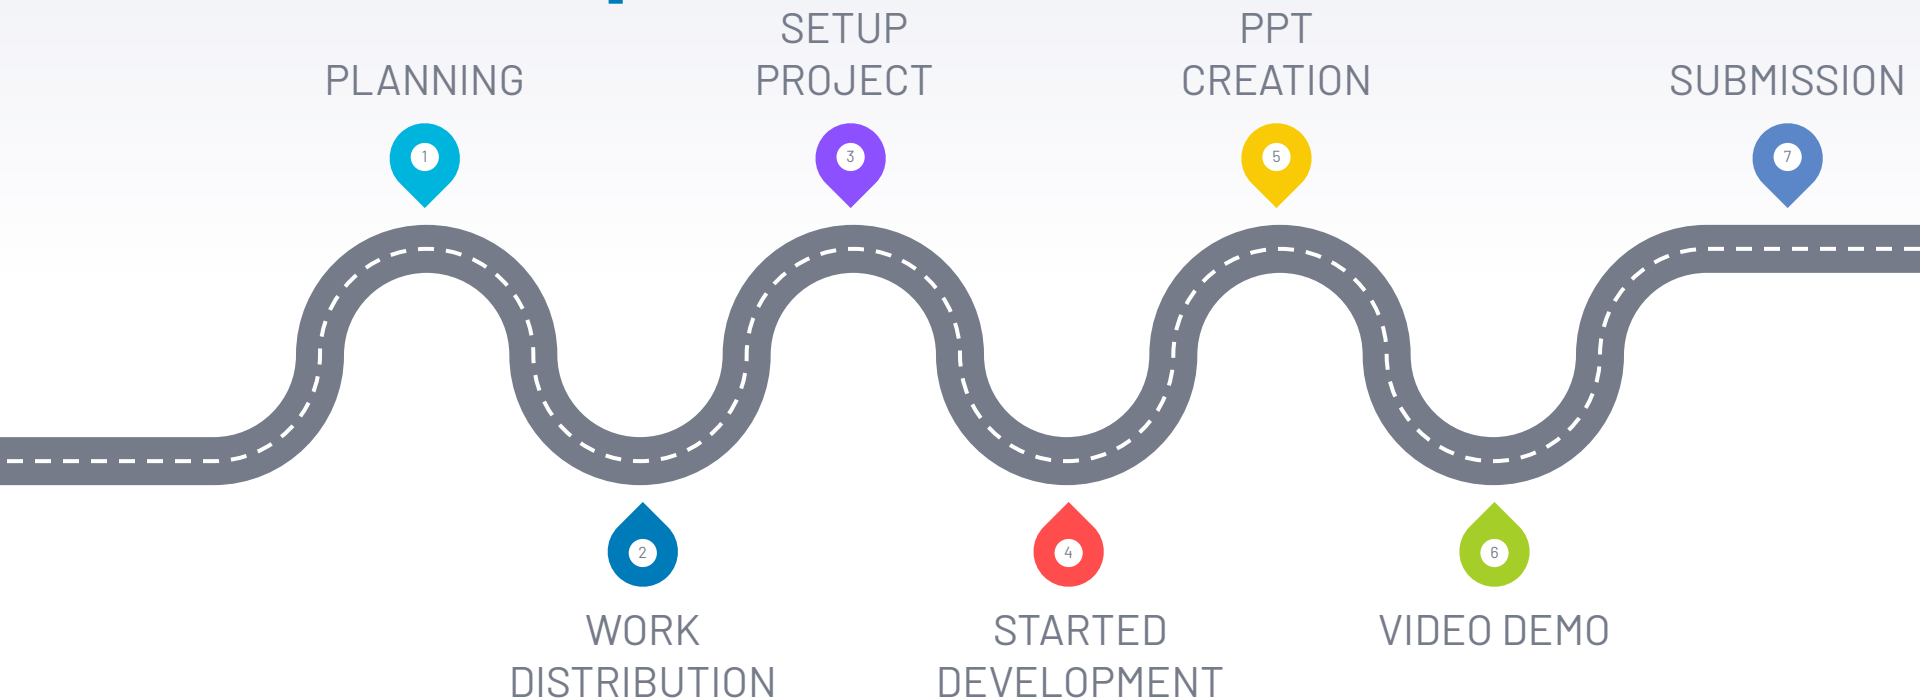 PLANNING
1
WORK
DISTRIBUTION
2
SETUP
PROJECT
3
STARTED
DEVELOPMENT
4
PPT
CREATION
5
VIDEO DEMO
6
SUBMISSION
7